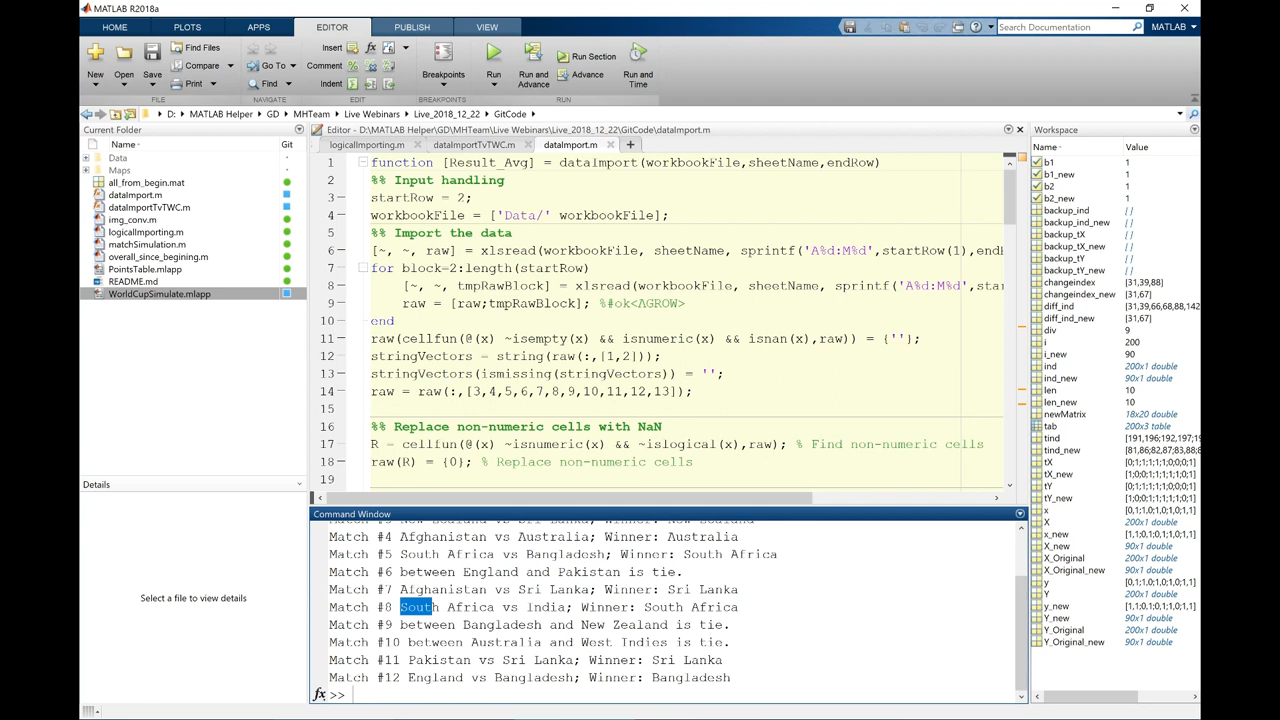 MATLAB R2018a
HOME PLOTS APPS EDITOR PUBLISH VIEW Search Documentation MATLAB
New Open Save Find Files Compare Print Go To Find Insert fx Comment Indent Breakpoints Run Run and Advance Run Section Advance Run and Time
FILE NAVIGATE EDIT BREAKPOINTS RUN
D: MATLAB Helper GD MHTeam Live Webinars Live_2018_12_22 GitCode
Current Folder
Name Git
Data
Maps
all_from_begin.mat
dataImport.m
dataImportTvTWC.m
img_conv.m
logicalImporting.m
matchSimulation.m
overall_since_begining.m
PointsTable.mlapp
README.md
WorldCupSimulate.mlapp
Details
Select a file to view details
Editor - D:\MATLAB Helper\GD\MHTeam\Live Webinars\Live_2018_12_22\GitCode\dataImport.m
logicalImporting.m dataImportTvTWC.m dataImport.m
1 function [Result_Avg] = dataImport(workbookFile,sheetName,endRow)
2 %% Input handling
3 startRow = 2;
4 workbookFile = ['Data/' workbookFile];
5 %% Import the data
6 [~, ~, raw] = xlsread(workbookFile, sheetName, sprintf('A%d:M%d',startRow(1),endR
7 for block=2:length(startRow)
8 [~, ~, tmpRawBlock] = xlsread(workbookFile, sheetName, sprintf('A%d:M%d',star
9 raw = [raw;tmpRawBlock]; %#ok<AGROW>
10 end
11 raw(cellfun(@(x) ~isempty(x) && isnumeric(x) && isnan(x),raw)) = {''};
12 stringVectors = string(raw(:,[1,2]));
13 stringVectors(ismissing(stringVectors)) = '';
14 raw = raw(:,[3,4,5,6,7,8,9,10,11,12,13]);
15
16 %% Replace non-numeric cells with NaN
17 R = cellfun(@(x) ~isnumeric(x) && ~islogical(x),raw); % Find non-numeric cells
18 raw(R) = {0}; % Replace non-numeric cells
19
Command Window
Match #3 New Zealand vs Sri Lanka; Winner: New Zealand
Match #4 Afghanistan vs Australia; Winner: Australia
Match #5 South Africa vs Bangladesh; Winner: South Africa
Match #6 between England and Pakistan is tie.
Match #7 Afghanistan vs Sri Lanka; Winner: Sri Lanka
Match #8 South Africa vs India; Winner: South Africa
Match #9 between Bangladesh and New Zealand is tie.
Match #10 between Australia and West Indies is tie.
Match #11 Pakistan vs Sri Lanka; Winner: Sri Lanka
Match #12 England vs Bangladesh; Winner: Bangladesh
fx >>
Workspace
Name Value
b1 1
b1_new 1
b2 1
b2_new 1
backup_ind []
backup_ind_new []
backup_tX []
backup_tX_new []
backup_tY []
backup_tY_new []
changeindex [31,39,88]
changeindex_new [31,67]
diff_ind [31,39,66,68,88,142
diff_ind_new [31,67]
div 9
i 200
i_new 90
ind 200x1 double
ind_new 90x1 double
len 10
len_new 10
newMatrix 18x20 double
tab 200x3 table
tind [191,196;192,197;19
tind_new [81,86;82,87;83,88;8
tX [0;1;1;1;1;0;0;0;1]
tX_new [1;0;0;1;1;1;0;1;1]
tY [0;1;1;1;1;0;0;0;1]
tY_new [1;0;0;1;1;1;0;1;1]
x [0,1;1,0;1,1;0,1;1,0
X 200x1 double
x_new [1,1;0,1;0,1;0,1;1,0
X_new 90x1 double
X_Original 200x1 double
X_Original_new 90x1 double
y [0,1;1,0;1,1;0,1;1,0
Y 200x1 double
y_new [1,1;0,1;0,1;0,1;1,0
Y_new 90x1 double
Y_Original 200x1 double
Y_Original_new 90x1 double